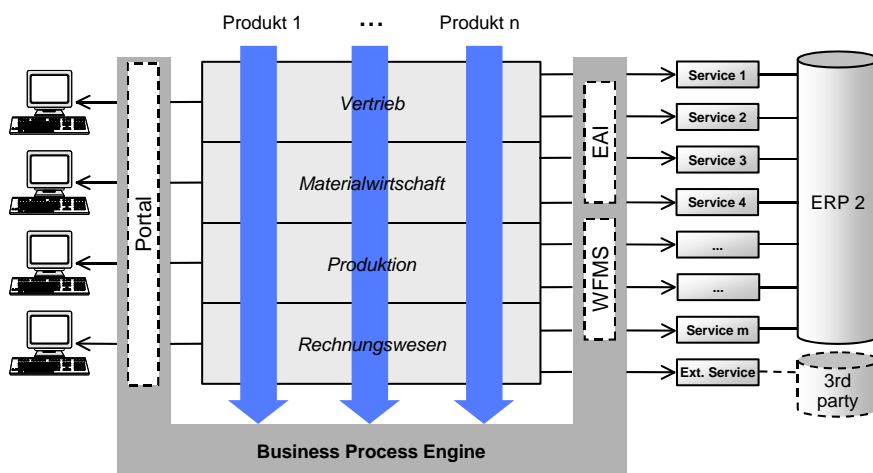 Produkt 1
...
Produkt n
Portal
Vertrieb
Materialwirtschaft
Produktion
Rechnungswesen
EAI
WFMS
Service 1
Service 2
Service 3
Service 4
...
...
Service m
Ext. Service
ERP 2
3rd
party
Business Process Engine